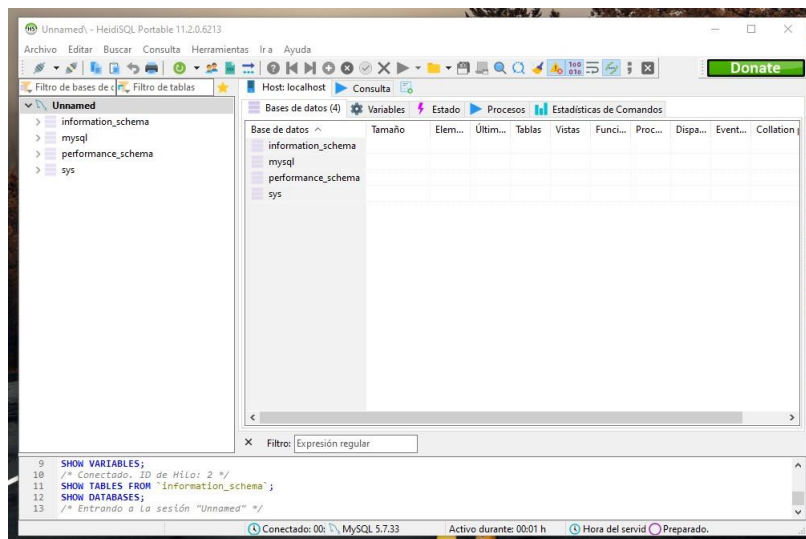 Unnamed\ - HeidiSQL Portable 11.2.0.6213
Archivo Editar Buscar Consulta Herramientas Ir a Ayuda
Donate
Filtro de bases de d Filtro de tablas
Host: localhost Consulta
Unnamed
information_schema
mysql
performance_schema
sys
Bases de datos (4) Variables Estado Procesos Estadísticas de Comandos
Base de datos Tamaño Elem... Últim... Tablas Vistas Funci... Proc... Dispa... Event... Collation
information_schema
mysql
performance_schema
sys
Filtro: Expresión regular
9 SHOW VARIABLES;
10 /* Conectado. ID de Hilo: 2 */
11 SHOW TABLES FROM `information_schema`;
12 SHOW DATABASES;
13 /* Entrando a la sesión "Unnamed" */
Conectado: 00: MySQL 5.7.33 Activo durante: 00:01 h Hora del servid Preparado.